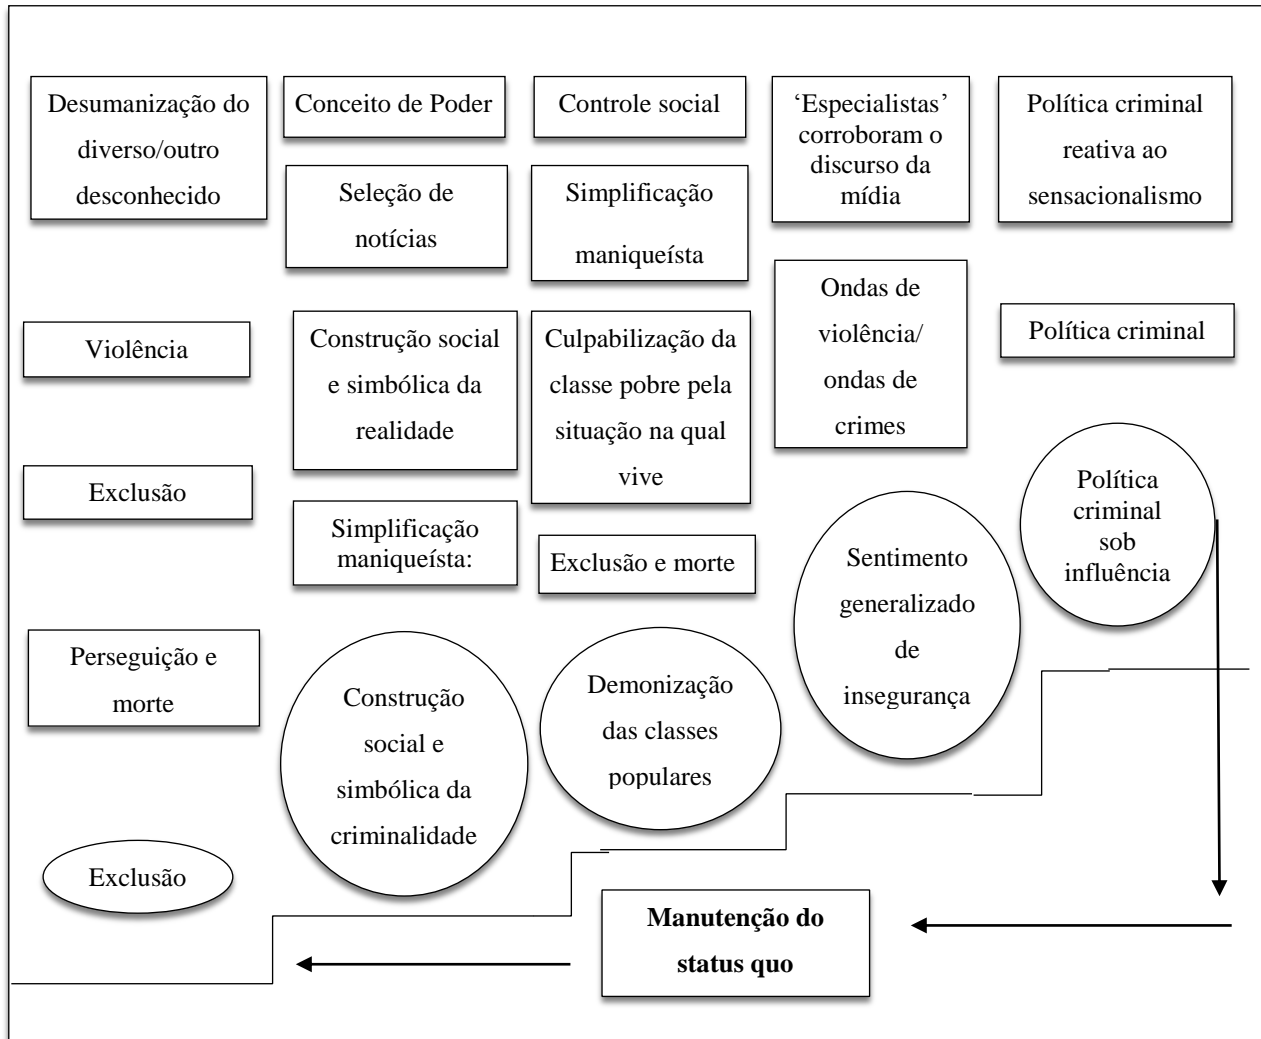 Desumanização do
diverso/outro
desconhecido
Violência
Exclusão
Perseguição e
morte
Exclusão
Conceito de Poder
Seleção de
notícias
Construção social
e simbólica da
realidade
Simplificação
maniqueísta:
Construção
social e
simbólica da
criminalidade
Controle social
Simplificação
maniqueísta
Culpabilização da
classe pobre pela
situação na qual
vive
Exclusão e morte
Demonização
das classes
populares
‘Especialistas’
corroboram o
discurso da
mídia
Ondas de
violência/
ondas de
crimes
Sentimento
generalizado
de
insegurança
Política criminal
reativa ao
sensacionalismo
Política criminal
Política
criminal
sob
influência
Manutenção do
status quo